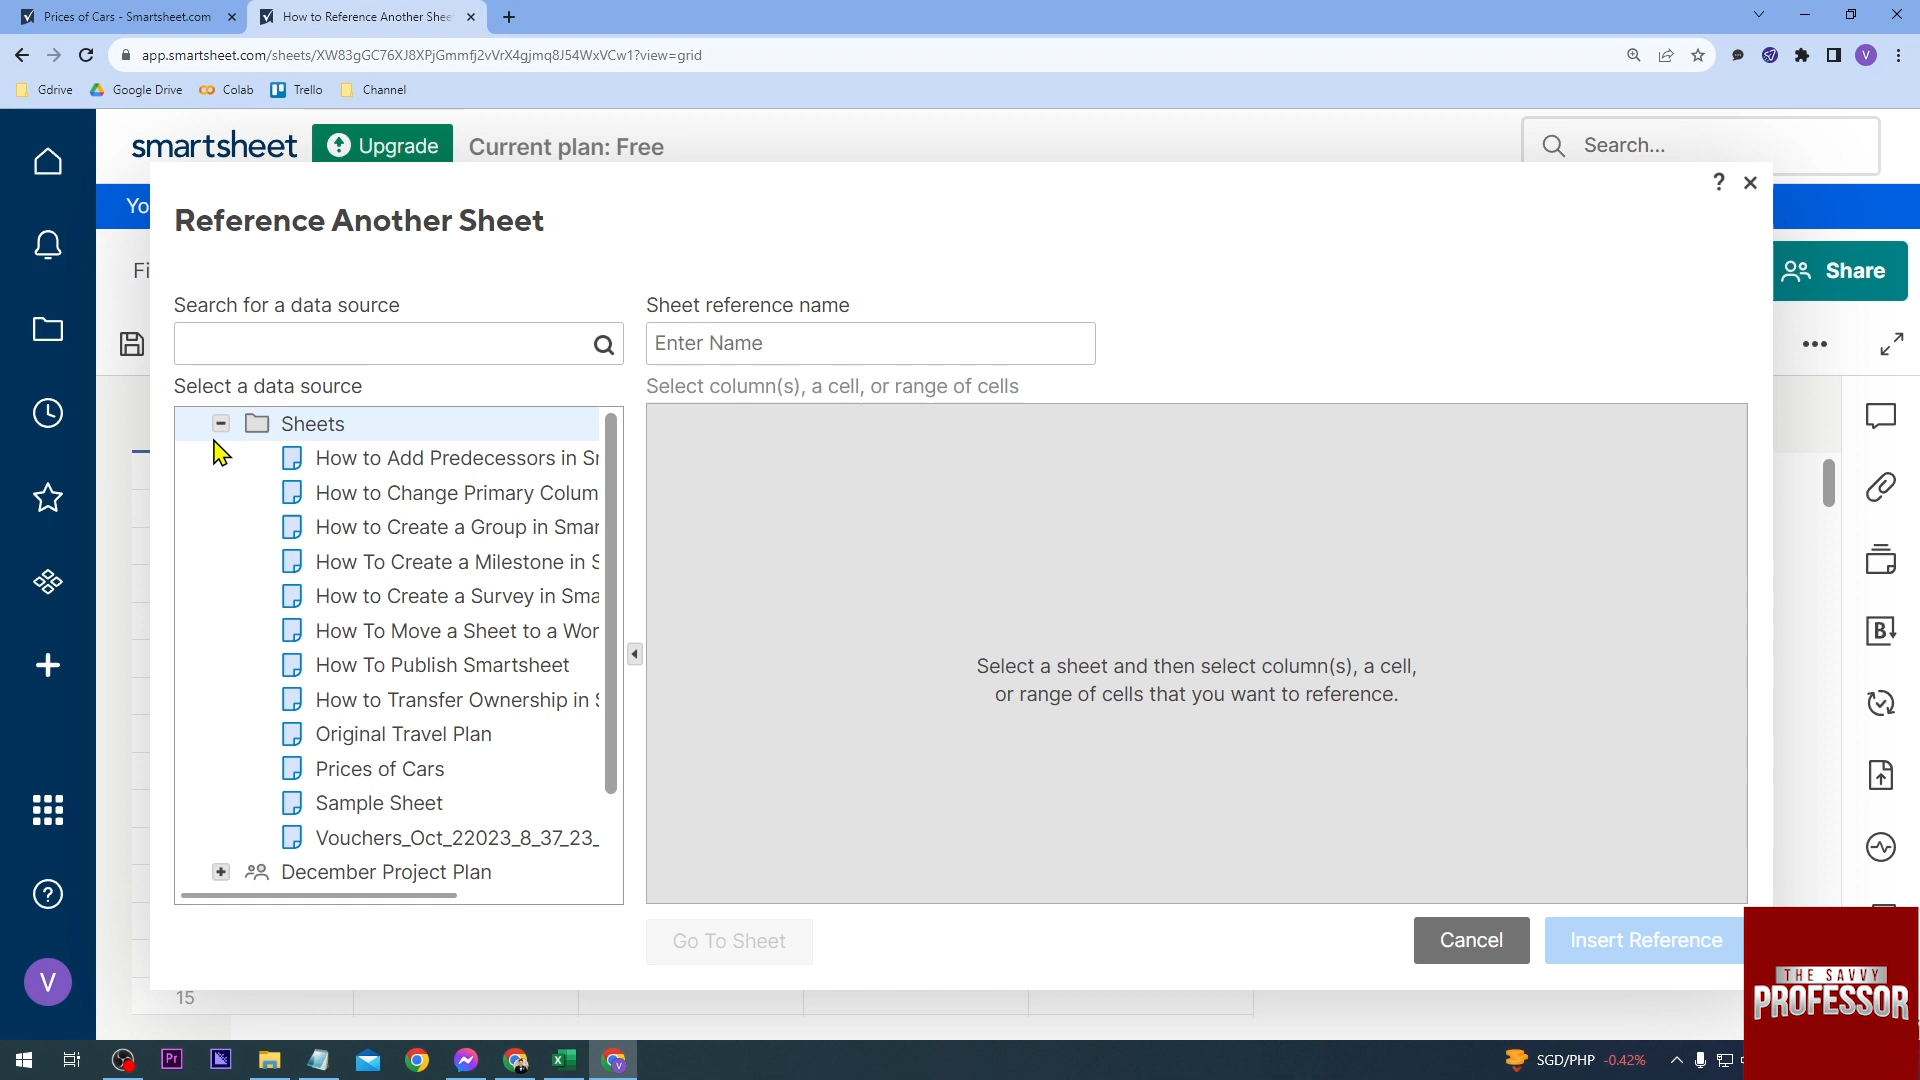 Prices of Cars - Smartsheet.com
How to Reference Another Shee
app.smartsheet.com/sheets/XW83gGC76XJ8XPjGmmfj2vVrX4gjmq8J54WxVCw1?view=grid
V
Gdrive
Google Drive
Colab
Trello
Channel
smartsheet
Upgrade
Current plan: Free
Search...
Yo
Reference Another Sheet
?
Fi
Share
Search for a data source
Sheet reference name
Enter Name
Select a data source
Select column(s), a cell, or range of cells
Sheets
How to Add Predecessors in Sr
How to Change Primary Colum
How to Create a Group in Smar
How To Create a Milestone in S
How to Create a Survey in Sma
How To Move a Sheet to a Wor
How To Publish Smartsheet
How to Transfer Ownership in S
Original Travel Plan
Prices of Cars
Sample Sheet
Vouchers_Oct_22023_8_37_23_
December Project Plan
Select a sheet and then select column(s), a cell,
or range of cells that you want to reference.
Go To Sheet
Cancel
Insert Reference
15
V
THE SAVVY
PROFESSOR
Pr
SGD/PHP -0.42%